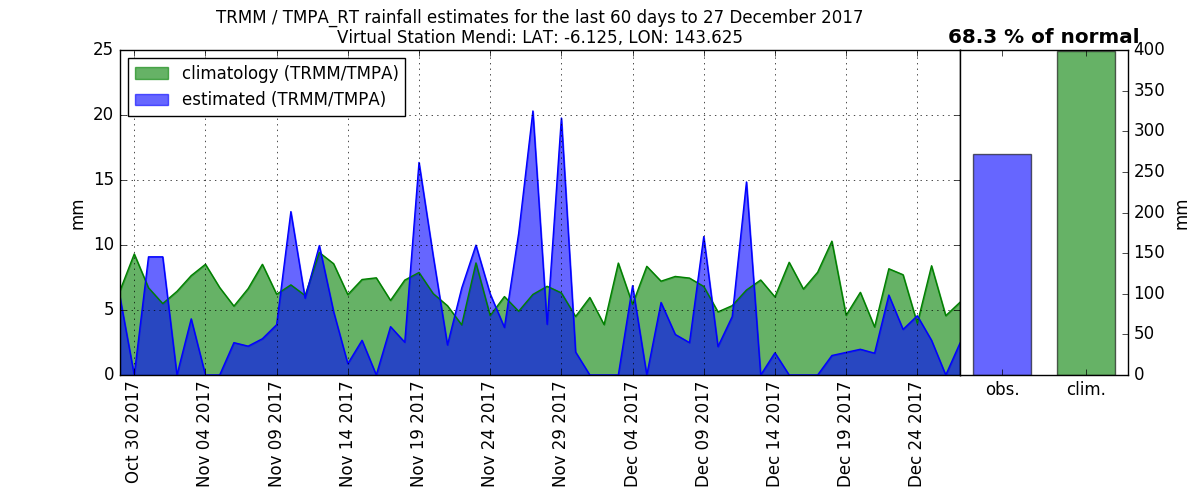 TRMM / TMPA_RT rainfall estimates for the last 60 days to 27 December 2017
Virtual Station Mendi: LAT: -6.125, LON: 143.625
68.3 % of normal
climatology (TRMM/TMPA)
estimated (TRMM/TMPA)
25
20
15
10
5
0
mm
400
350
300
250
200
150
100
50
0
mm
obs.
clim.
Oct 30 2017
Nov 04 2017
Nov 09 2017
Nov 14 2017
Nov 19 2017
Nov 24 2017
Nov 29 2017
Dec 04 2017
Dec 09 2017
Dec 14 2017
Dec 19 2017
Dec 24 2017